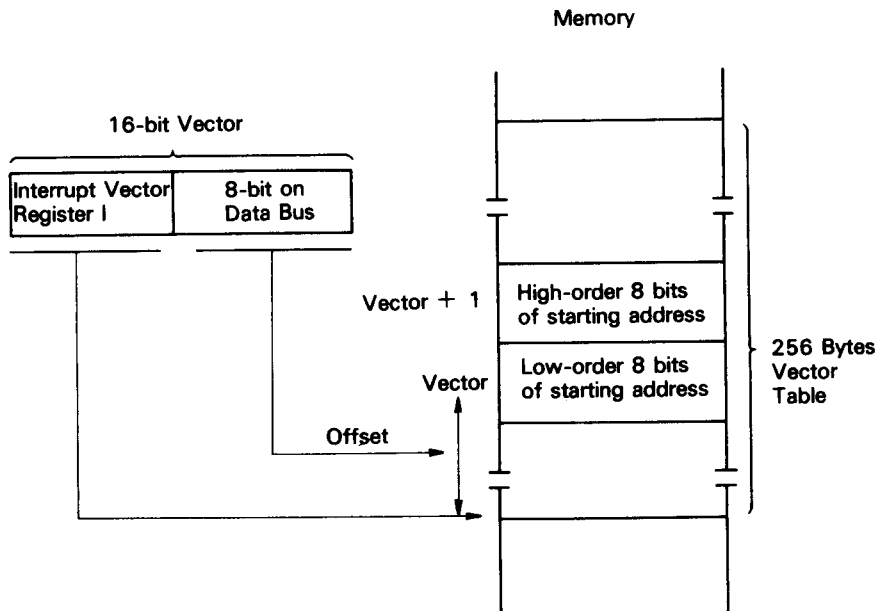 Memory
16-bit Vector
Interrupt Vector
Register I
8-bit on
Data Bus
Vector + 1
High-order 8 bits
of starting address
Vector
Low-order 8 bits
of starting address
Offset
256 Bytes
Vector
Table